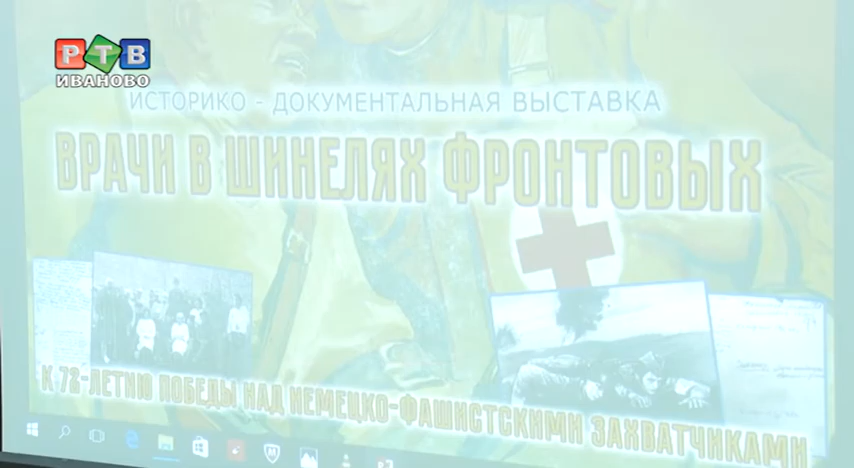 РТВ
ИВАНОВО
ИСТОРИКО - ДОКУМЕНТАЛЬНАЯ ВЫСТАВКА
ВРАЧИ В ШИНЕЛЯХ ФРОНТОВЫХ
К 72-ЛЕТИЮ ПОБЕДЫ НАД НЕМЕЦКО-ФАШИСТСКИМИ ЗАХВАТЧИКАМИ